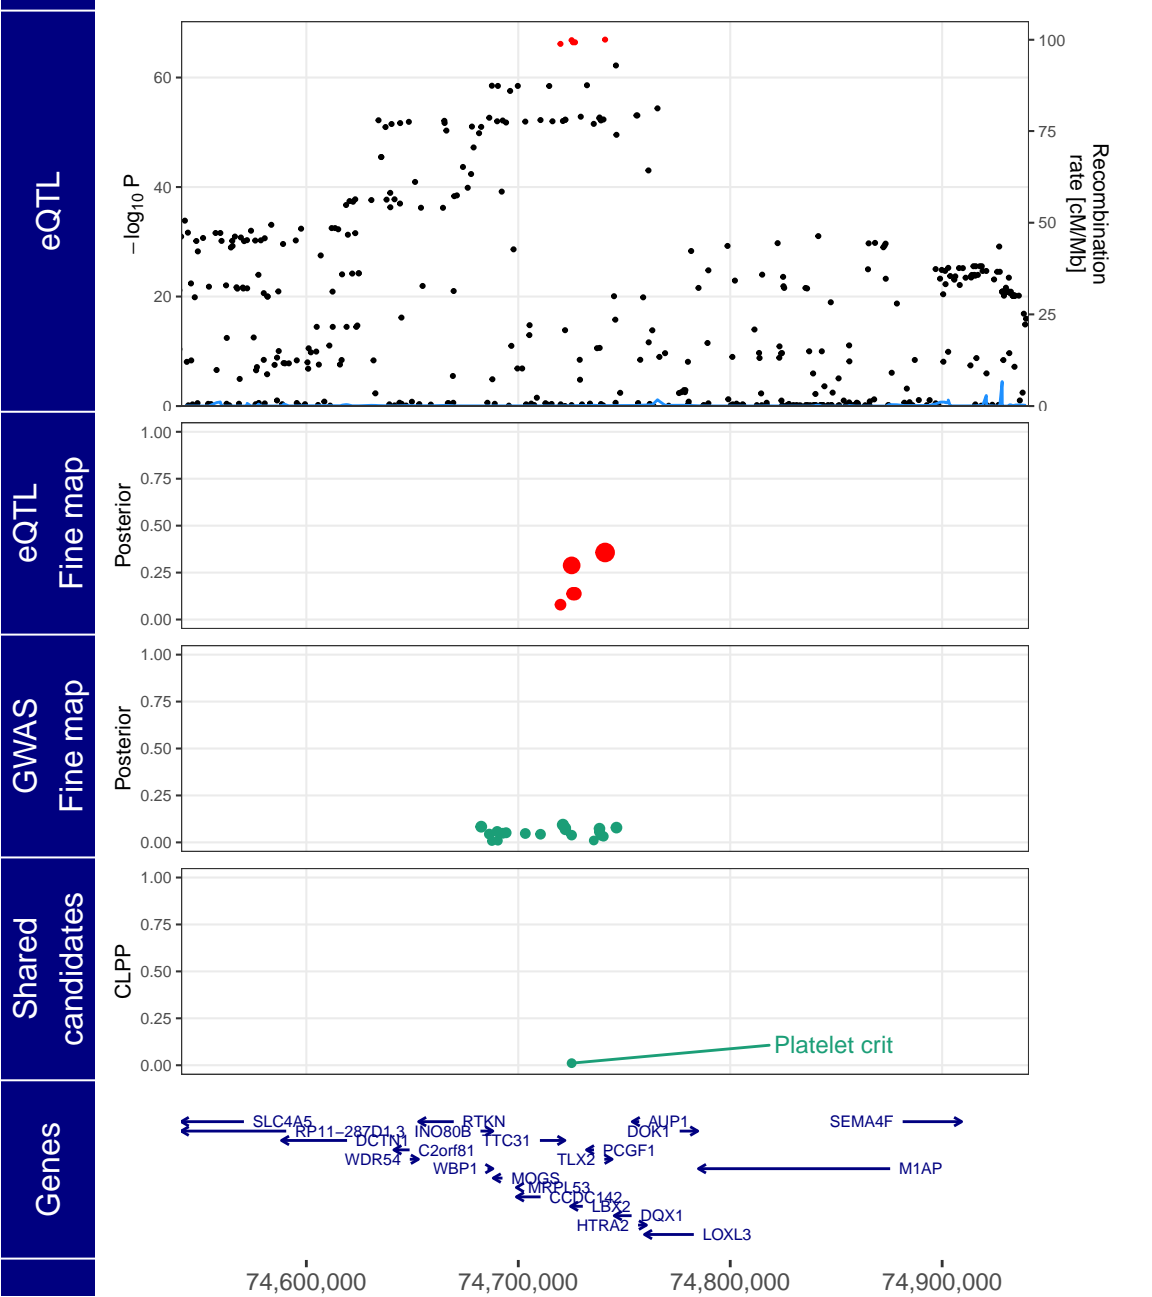 eQTL
−log10 P
60
40
20
0
100
75
50
25
0
Recombination
rate [cM/Mb]
eQTL
Fine map
Posterior
1.00
0.75
0.50
0.25
0.00
GWAS
Fine map
Posterior
1.00
0.75
0.50
0.25
0.00
Shared
candidates
CLPP
1.00
0.75
0.50
0.25
0.00
Platelet crit
Genes
SLC4A5 RTKN AUP1 SEMA4F
RP11−287D1.3 INO80B DOK1
DCTN1 TTC31
C2orf81 PCGF1
WDR54 TLX2
WBP1 M1AP
MOGS
MRPL53
CCDC142
LBX2
DQX1
HTRA2
LOXL3
74,600,000 74,700,000 74,800,000 74,900,000